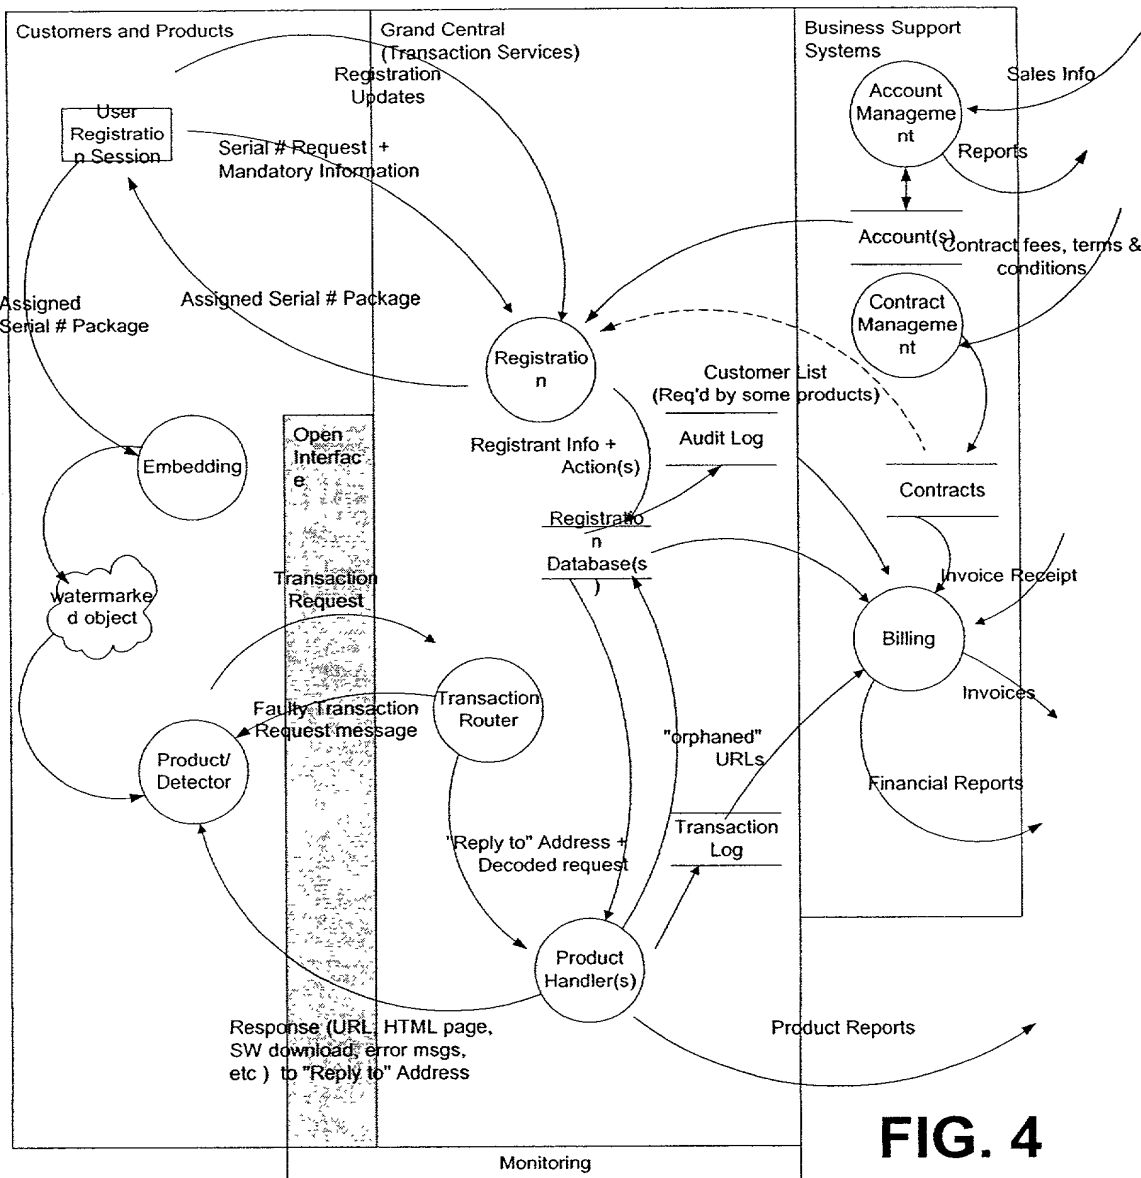 Customers and Products
Grand Central
(Transaction Services)
Business Support
Systems
Registration
Updates
User
Registratio
n Session
Serial # Request +
Mandatory Information
Account
Manageme
nt
Sales Info
Reports
Account(s)
Contract fees, terms &
conditions
Assigned
Serial # Package
Assigned Serial # Package
Contract
Manageme
nt
Registratio
n
Customer List
(Req'd by some products)
Open
Interfac
e
Registrant Info +
Action(s)
Audit Log
Embedding
Contracts
Registratio
n
Database(s
)
watermarke
d object
Transaction
Request
Invoice Receipt
Billing
Invoices
Transaction
Router
Faulty Transaction
Request message
Product/
Detector
"orphaned"
URLs
Financial Reports
"Reply to" Address +
Decoded request
Transaction
Log
Product
Handler(s)
Response (URL, HTML page,
SW download, error msgs,
etc ) to "Reply to" Address
Product Reports
FIG. 4
Monitoring